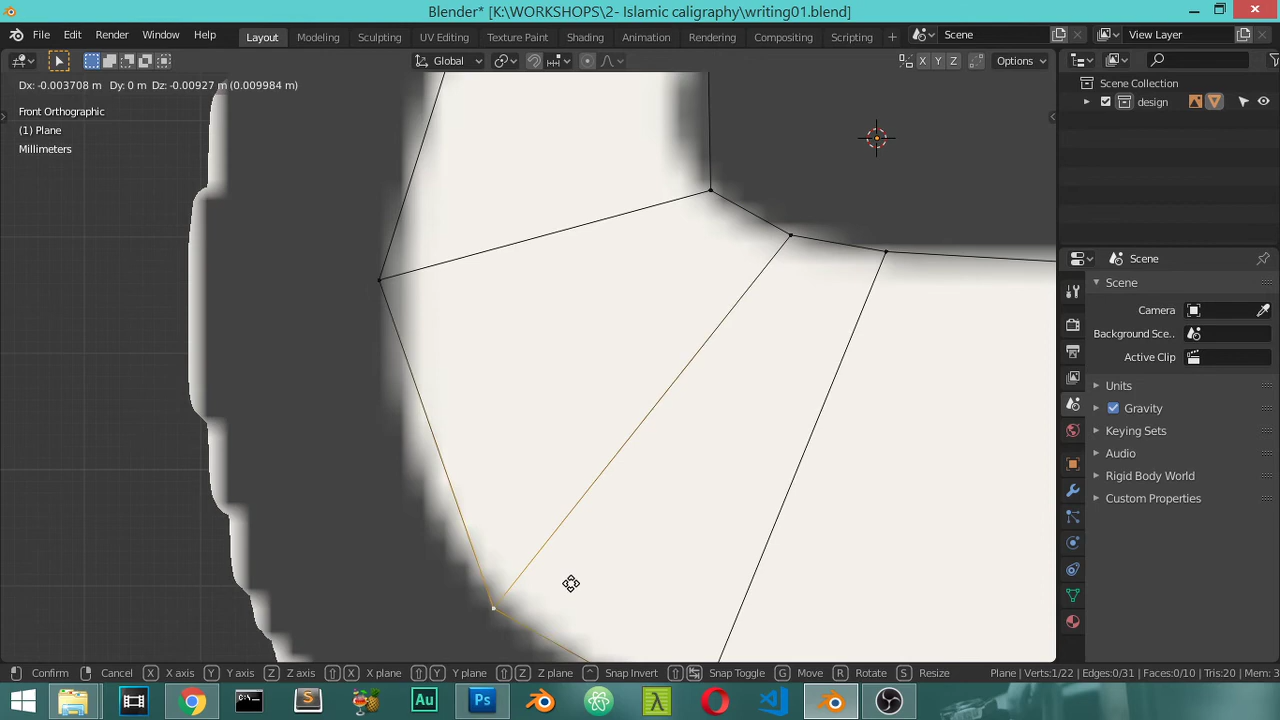 Blender* [K:\WORKSHOPS\2- Islamic caligraphy\writing01.blend]
File Edit Render Window Help Layout Modeling Sculpting UV Editing Texture Paint Shading Animation Rendering Compositing Scripting + Scene View Layer
Global X Y Z Options
Dx: -0.003708 m Dy: 0 m Dz: -0.00927 m (0.009984 m)
Front Orthographic
(1) Plane
Millimeters
Scene Collection
design
Scene
Scene
Camera
Background Sce..
Active Clip
Units
Gravity
Keying Sets
Audio
Rigid Body World
Custom Properties
Confirm Cancel X X axis Y Y axis Z Z axis X X plane Y Y plane Z Z plane Snap Invert Snap Toggle G Move R Rotate S Resize Plane | Verts:1/22 | Edges:0/31 | Faces:0/10 | Tris:20 | Mem: 3
Au Ps